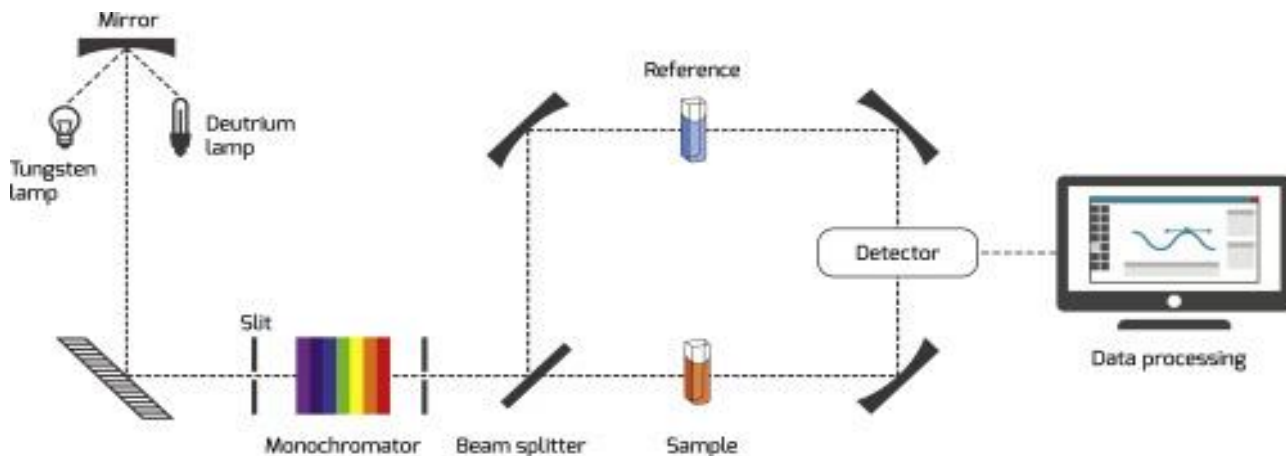 Mirror
Reference
Deutrium
lamp
Tungsten
lamp
Detector
Slit
Data processing
Monochromator
Beam splitter
Sample